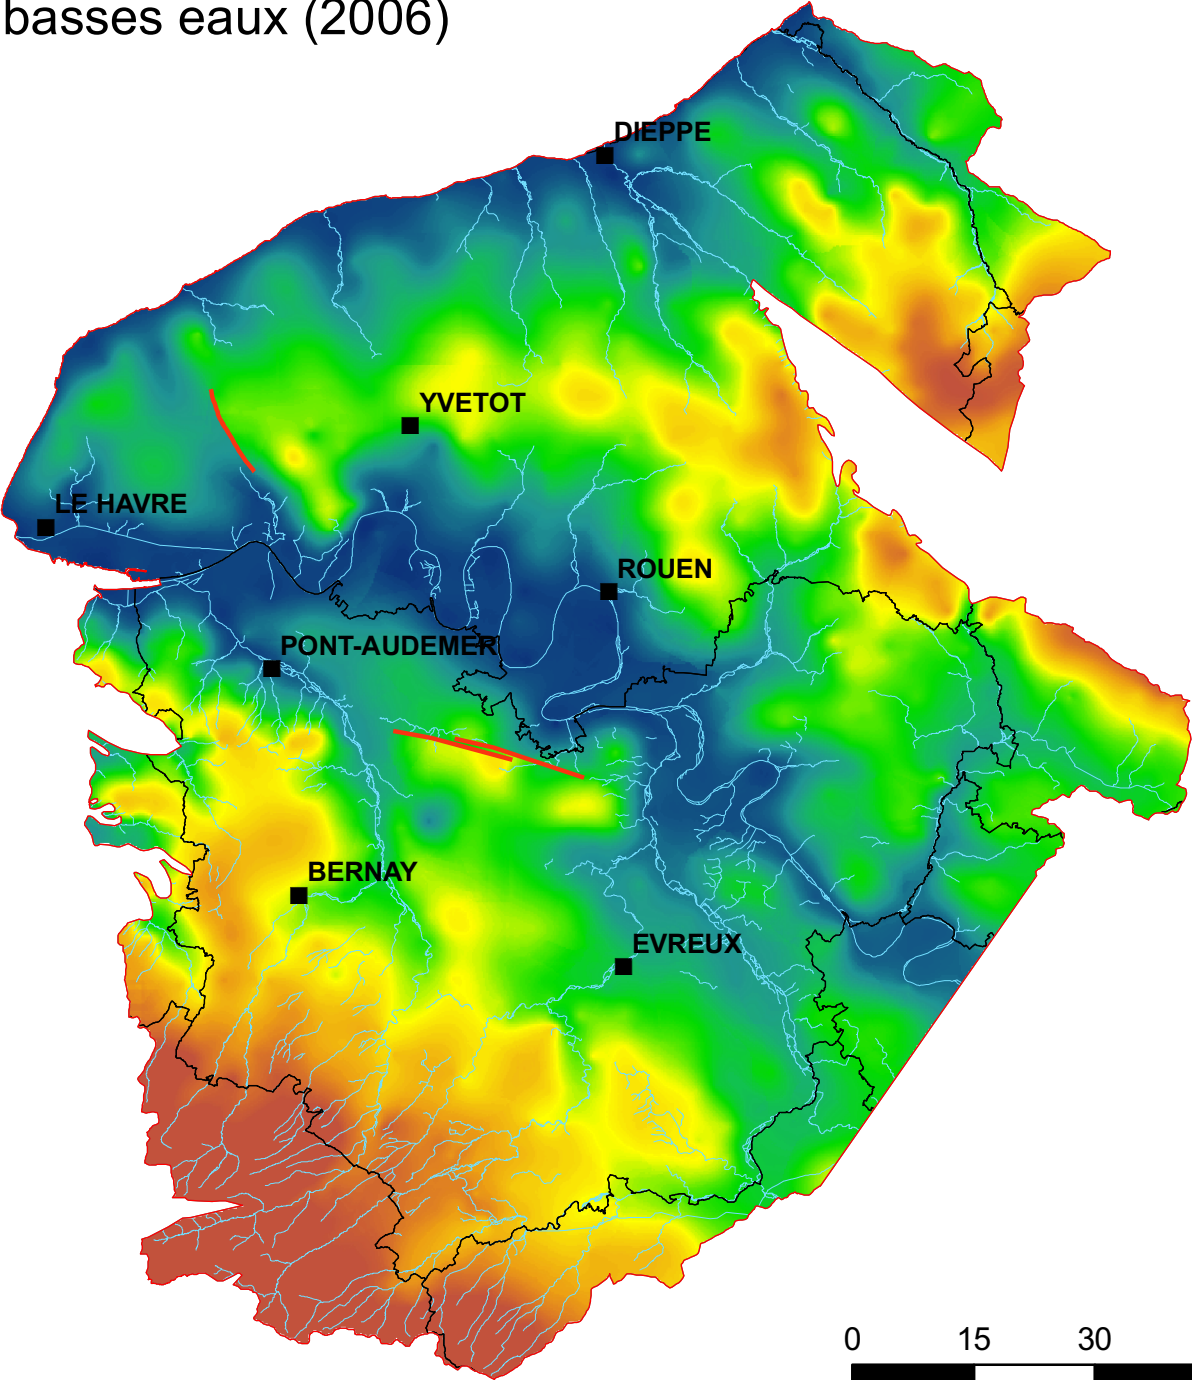 basses eaux (2006)
DIEPPE
YVETOT
LE HAVRE
ROUEN
PONT-AUDEMER
BERNAY
EVREUX
0 15 30